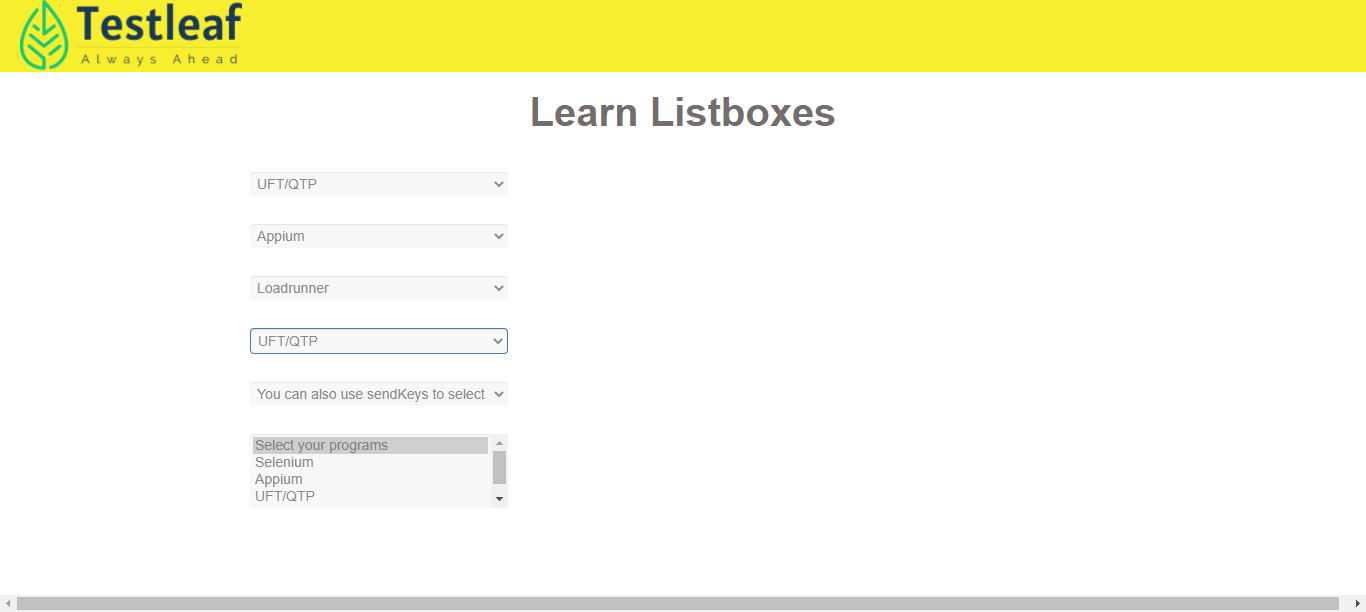 Testleaf
Always Ahead
Learn Listboxes
UFT/QTP
Appium
Loadrunner
UFT/QTP
You can also use sendKeys to select
Select your programs
Selenium
Appium
UFT/QTP